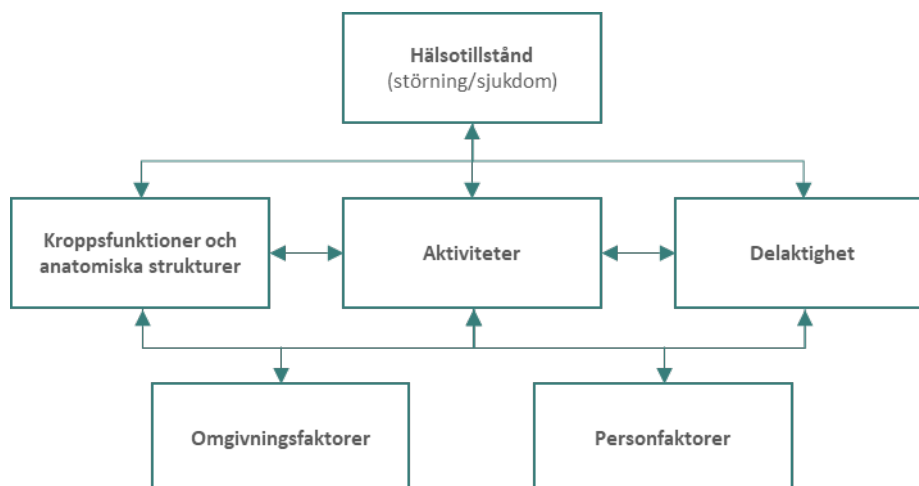 Hälsotillstånd
(störning/sjukdom)
Kroppsfunktioner och
anatomiska strukturer
Aktiviteter
Delaktighet
Omgivningsfaktorer
Personfaktorer